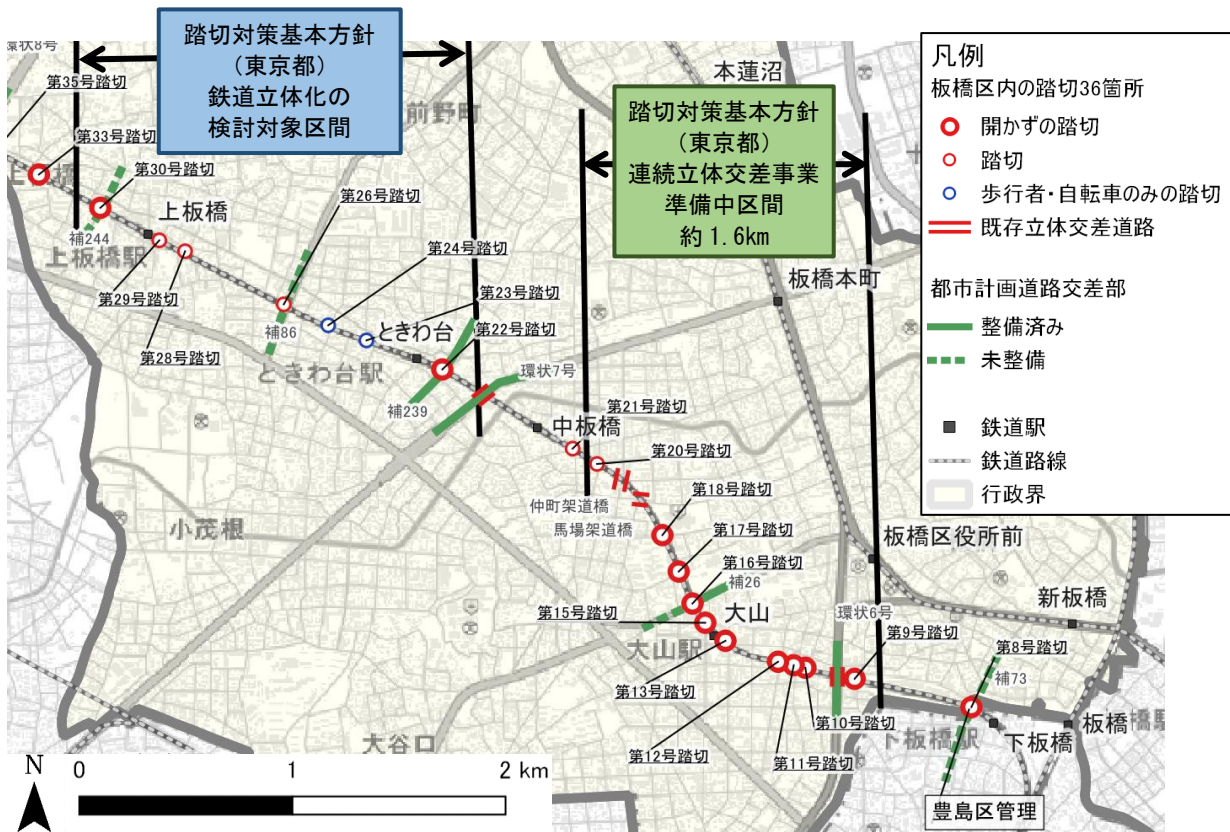 環状8号
踏切対策基本方針
（東京都）
鉄道立体化の
検討対象区間
踏切対策基本方針
（東京都）
連続立体交差事業
準備中区間
約1.6km
凡例
板橋区内の踏切36箇所
開かずの踏切
踏切
歩行者・自転車のみの踏切
既存立体交差道路
都市計画道路交差部
整備済み
未整備
鉄道駅
鉄道路線
行政界
本蓮沼
前野町
第35号踏切
第33号踏切
第30号踏切
第26号踏切
上板橋
補244
上板橋駅
第24号踏切
第29号踏切
第23号踏切
板橋本町
第28号踏切
補86
ときわ台
第22号踏切
ときわ台駅
環状7号
補239
第21号踏切
中板橋
第20号踏切
第18号踏切
仲町架道橋
馬場架道橋
小茂根
第17号踏切
板橋区役所前
第16号踏切
補26
新板橋
第15号踏切
大山
環状6号
第9号踏切
第8号踏切
大山駅
補73
第13号踏切
第10号踏切
第12号踏切
第11号踏切
大谷口
下板橋駅
下板橋
板橋
豊島区管理
N
0
1
2 km